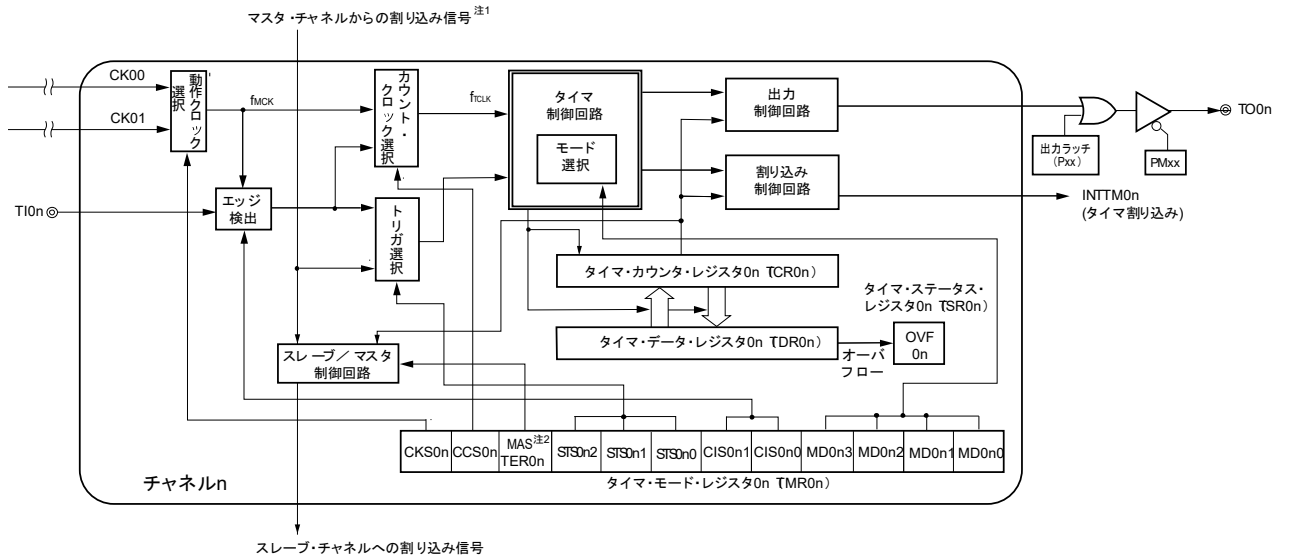 マスタ・チャネルからの割り込み信号注1
CK00
CK01
動作クロック選択
fMCK
カウント・クロック選択
fTCLK
タイマ
制御回路
モード
選択
出力
制御回路
割り込み
制御回路
出力ラッチ
(Pxx)
PMxx
TO0n
INTTM0n
(タイマ割り込み)
TI0n
エッジ
検出
トリガ選択
タイマ・カウンタ・レジスタ0n (TCR0n)
タイマ・データ・レジスタ0n (TDR0n)
タイマ・ステータス・
レジスタ0n (TSR0n)
OVF
0n
オーバ
フロー
スレーブ/マスタ
制御回路
CKS0n CCS0n MAS注2TER0n STS0n2 STS0n1 STS0n0 CIS0n1 CIS0n0 MD0n3 MD0n2 MD0n1 MD0n0
タイマ・モード・レジスタ0n (TMR0n)
チャネルn
スレーブ・チャネルへの割り込み信号